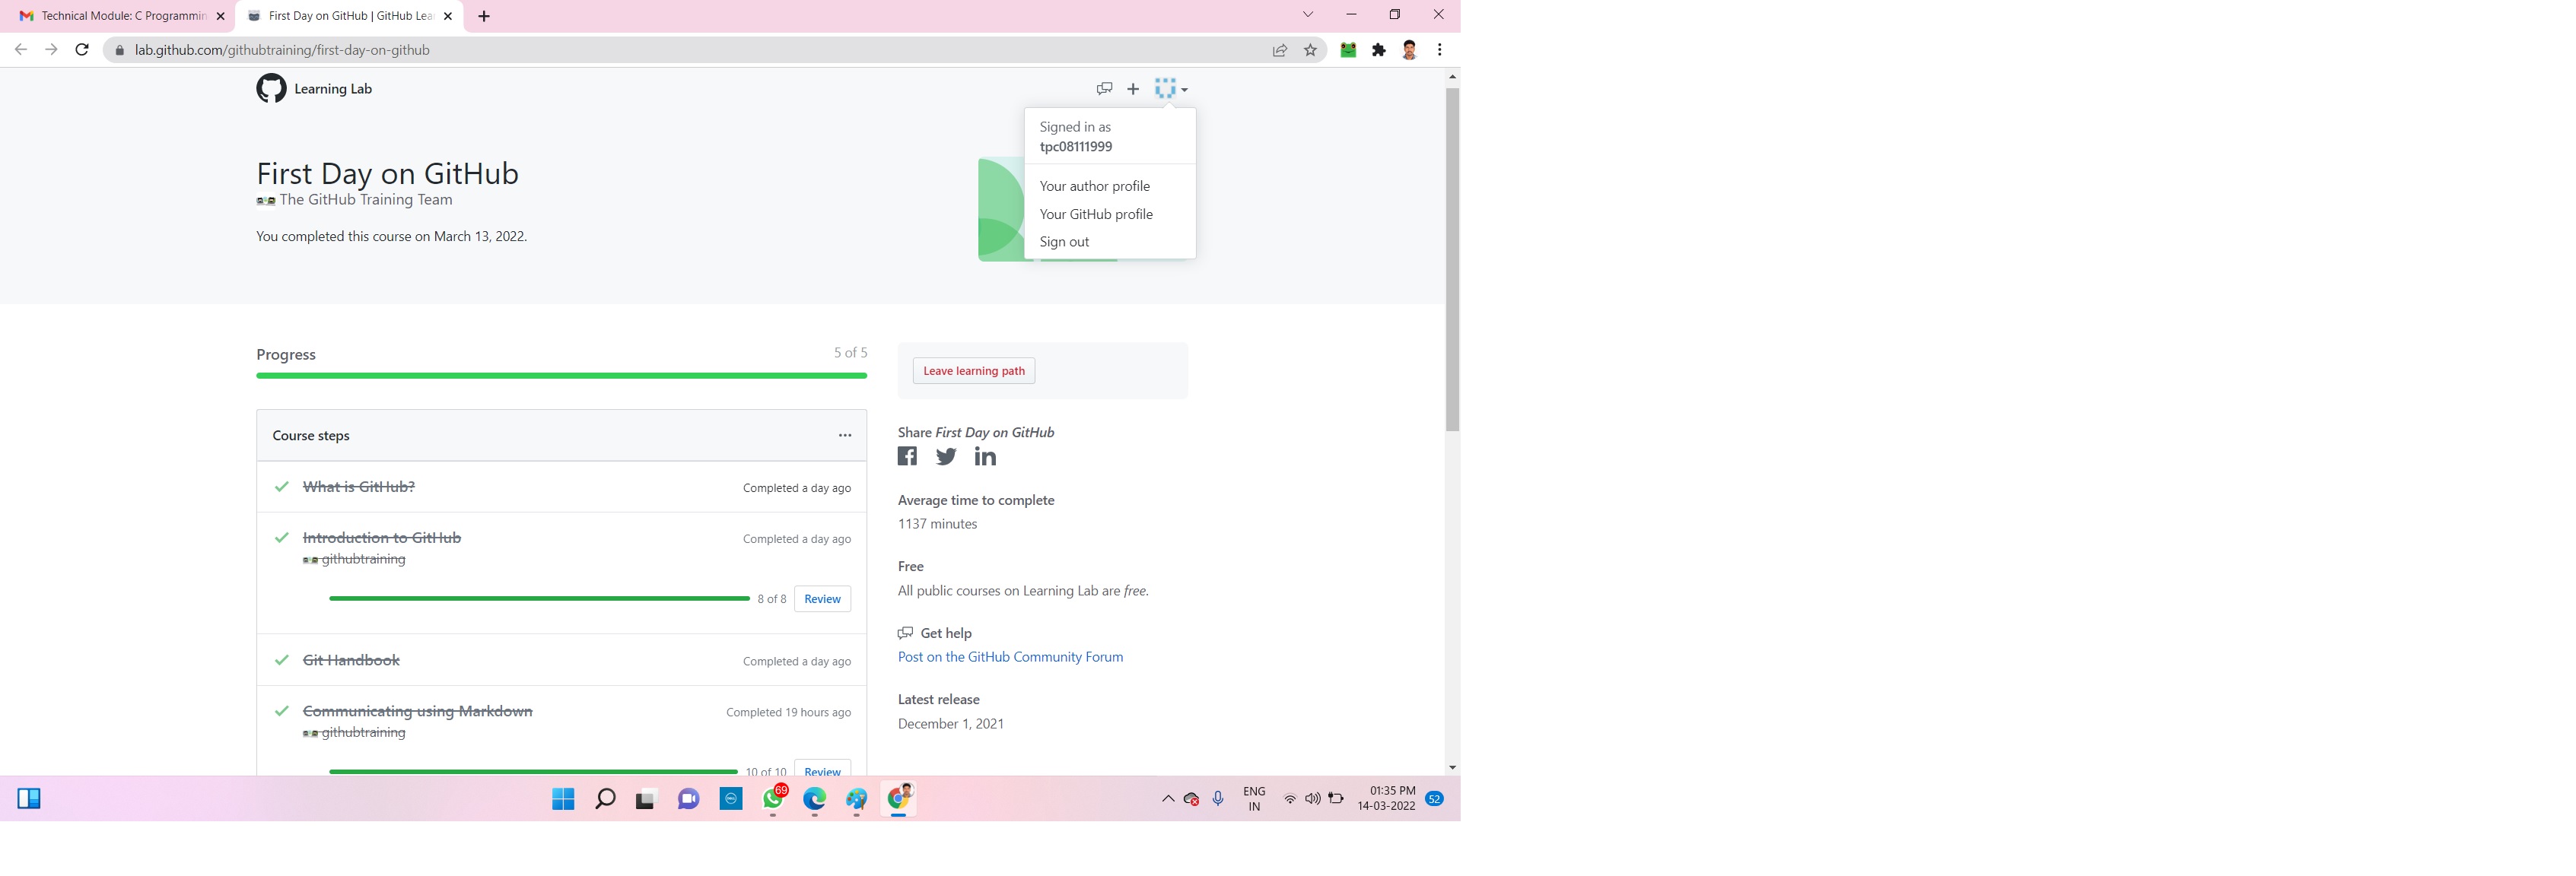 Technical Module: C Programmin
First Day on GitHub | GitHub Lea
lab.github.com/githubtraining/first-day-on-github
Learning Lab
Signed in as
tpc08111999
Your author profile
Your GitHub profile
Sign out
First Day on GitHub
The GitHub Training Team
You completed this course on March 13, 2022.
Progress
5 of 5
Course steps
What is GitHub?
Completed a day ago
Introduction to GitHub
Completed a day ago
githubtraining
8 of 8
Review
Git Handbook
Completed a day ago
Communicating using Markdown
Completed 19 hours ago
githubtraining
10 of 10
Review
Leave learning path
Share First Day on GitHub
Average time to complete
1137 minutes
Free
All public courses on Learning Lab are free.
Get help
Post on the GitHub Community Forum
Latest release
December 1, 2021
69
ENG
IN
01:35 PM
14-03-2022
52